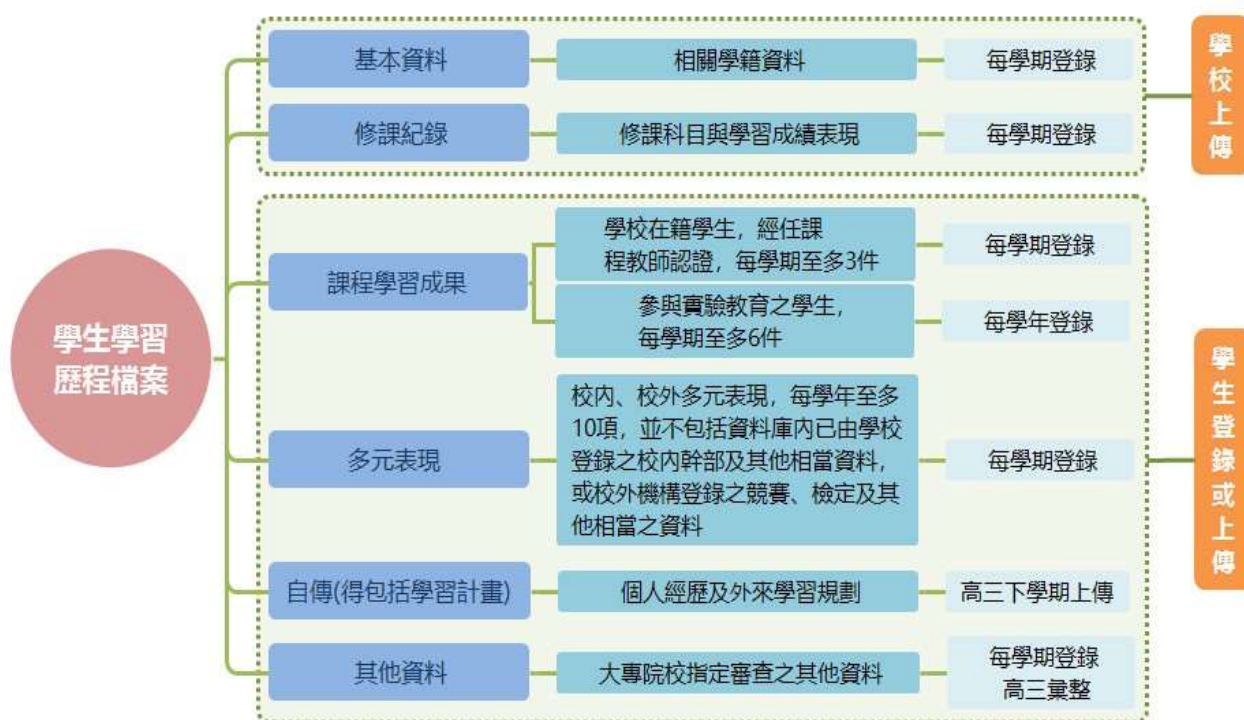 學生學習
歷程檔案
基本資料
相關學籍資料
每學期登錄
修課紀錄
修課科目與學習成績表現
每學期登錄
學校上傳
課程學習成果
學校在籍學生，經任課
程教師認證，每學期至多3件
每學期登錄
參與實驗教育之學生，
每學期至多6件
每學年登錄
多元表現
校內、校外多元表現，每學年至多
10項，並不包括資料庫內已由學校
登錄之校內幹部及其他相當資料，
或校外機構登錄之競賽、檢定及其
他相當之資料
每學期登錄
自傳(得包括學習計畫)
個人經歷及外來學習規劃
高三下學期上傳
其他資料
大專院校指定審查之其他資料
每學期登錄
高三彙整
學生登錄或上傳